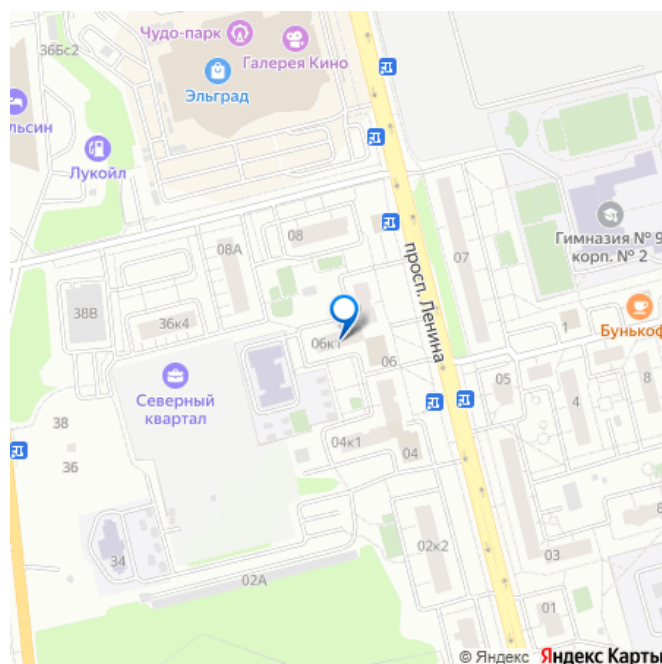 36Бс2
Чудо-парк
Галерея Кино
Эльград
льсин
Лукойл
Гимназия № 9
корп. № 2
08
08А
07
просп. Ленина
38В
36к4
06к1
06
1
Бунькоф
Северный
квартал
05
4
8
38
36
04к1
04
34
02к2
03
8
02А
01
© Яндекс Яндекс Карты